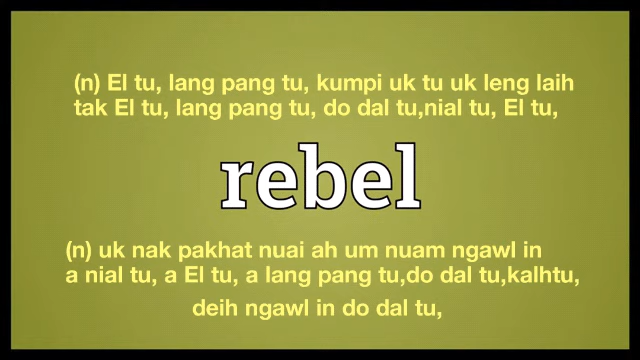 (n) El tu, lang pang tu, kumpi uk tu uk leng laih
tak El tu, lang pang tu, do dal tu,nial tu, El tu,
rebel
(n) uk nak pakhat nuai ah um nuam ngawl in
a nial tu, a El tu, a lang pang tu,do dal tu,kalhtu,
deih ngawl in do dal tu,